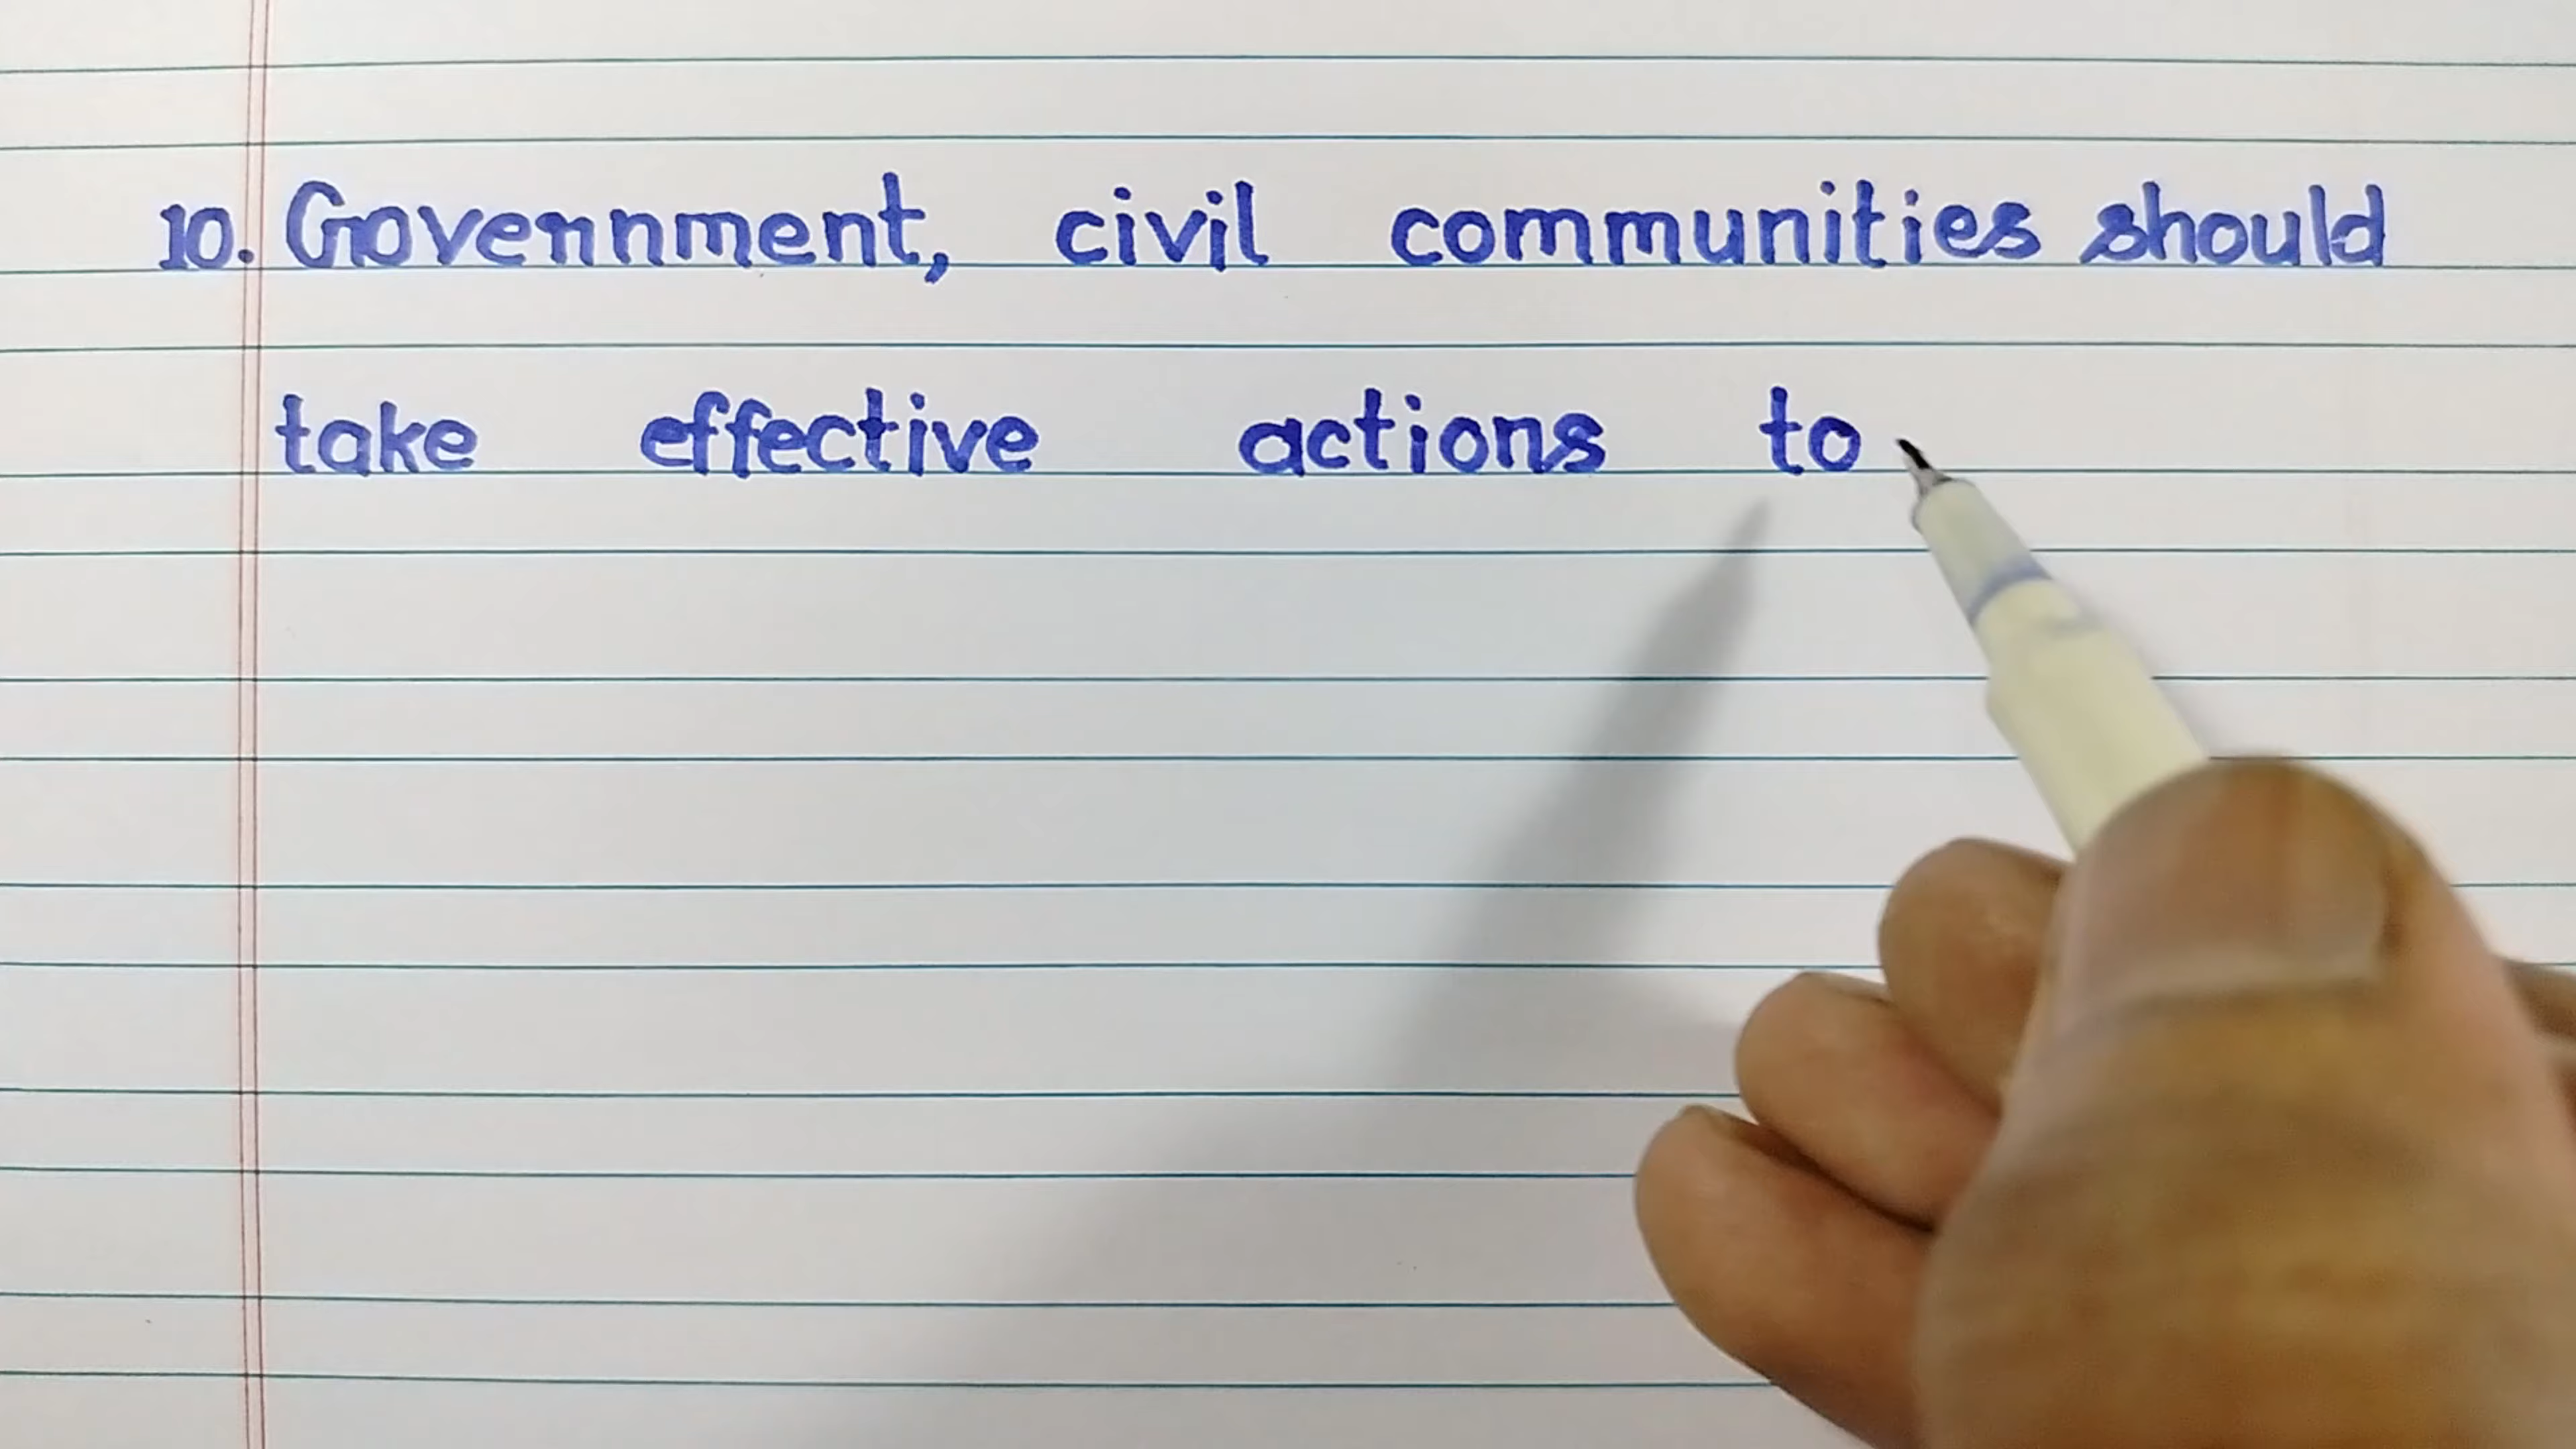 10. Government, civil communities should
take effective actions to